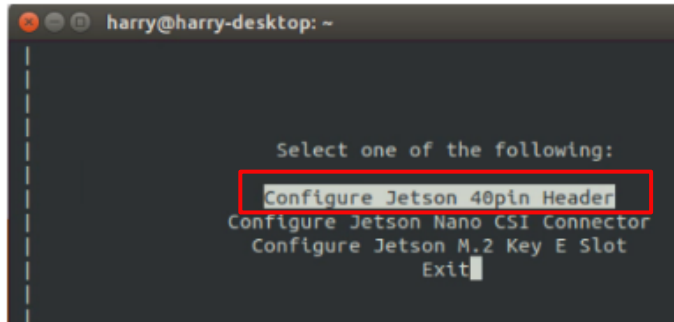 harry@harry-desktop: ~
Select one of the following:
Configure Jetson 40pin Header
Configure Jetson Nano CSI Connector
Configure Jetson M.2 Key E Slot
Exit